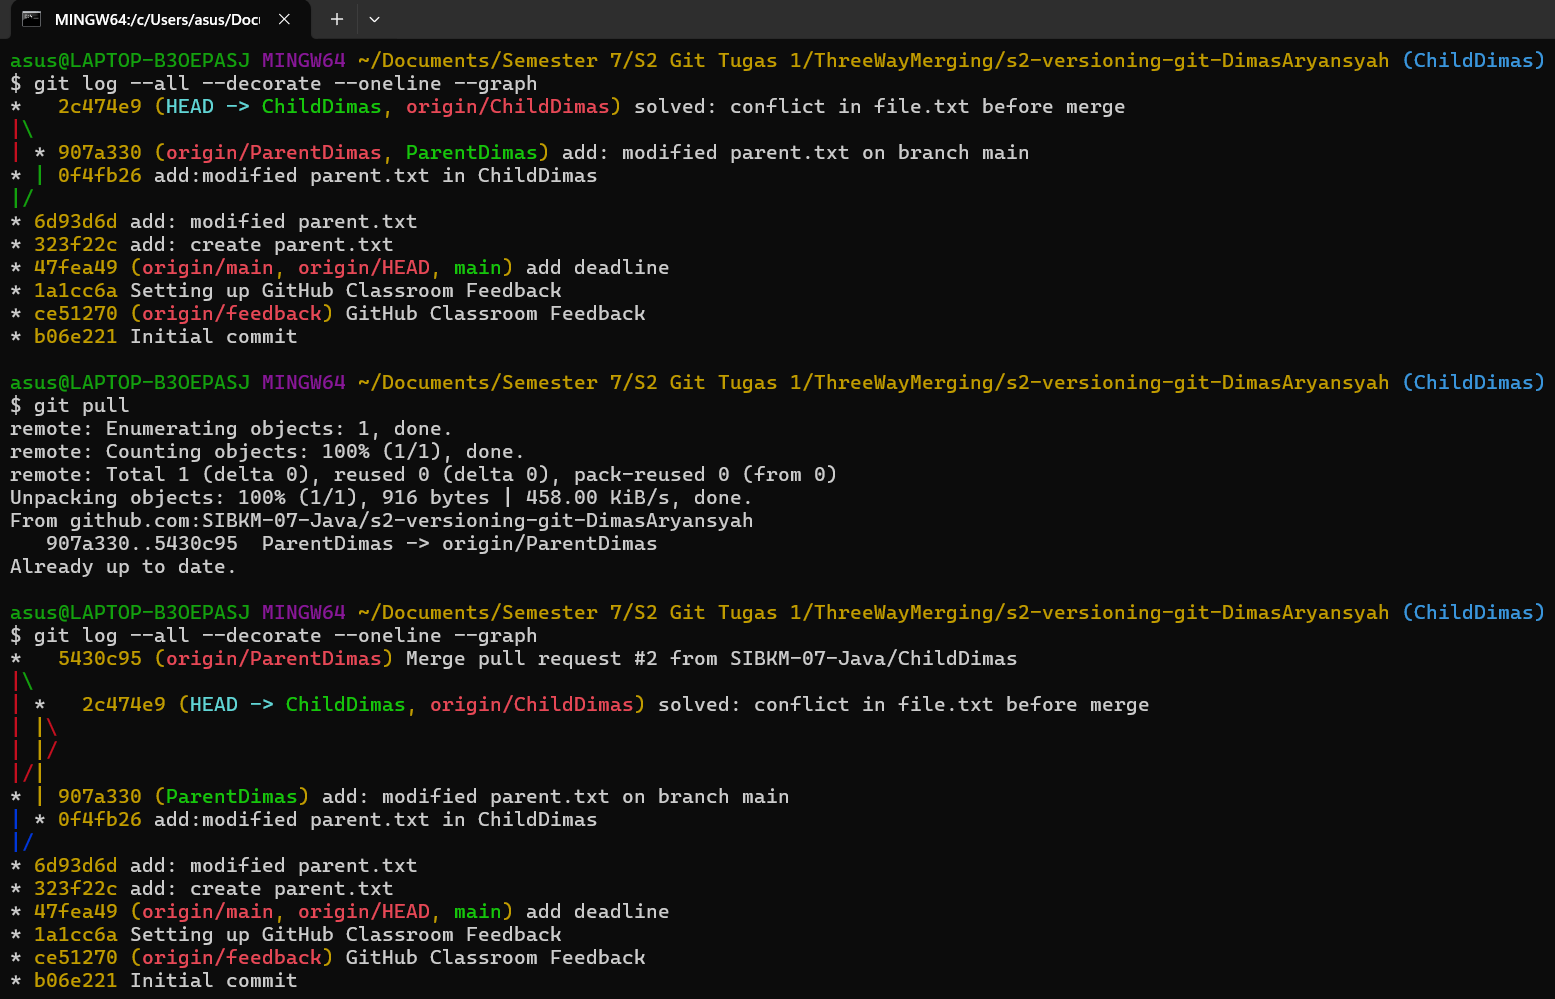 MINGW64:/c/Users/asus/Docu
asus@LAPTOP-B3OEPASJ MINGW64 ~/Documents/Semester 7/S2 Git Tugas 1/ThreeWayMerging/s2-versioning-git-DimasAryansyah (ChildDimas)
$ git log --all --decorate --oneline --graph
*   2c474e9 (HEAD -> ChildDimas, origin/ChildDimas) solved: conflict in file.txt before merge
|\
| * 907a330 (origin/ParentDimas, ParentDimas) add: modified parent.txt on branch main
* | 0f4fb26 add:modified parent.txt in ChildDimas
|/
* 6d93d6d add: modified parent.txt
* 323f22c add: create parent.txt
* 47fea49 (origin/main, origin/HEAD, main) add deadline
* 1a1cc6a Setting up GitHub Classroom Feedback
* ce51270 (origin/feedback) GitHub Classroom Feedback
* b06e221 Initial commit
asus@LAPTOP-B3OEPASJ MINGW64 ~/Documents/Semester 7/S2 Git Tugas 1/ThreeWayMerging/s2-versioning-git-DimasAryansyah (ChildDimas)
$ git pull
remote: Enumerating objects: 1, done.
remote: Counting objects: 100% (1/1), done.
remote: Total 1 (delta 0), reused 0 (delta 0), pack-reused 0 (from 0)
Unpacking objects: 100% (1/1), 916 bytes | 458.00 KiB/s, done.
From github.com:SIBKM-07-Java/s2-versioning-git-DimasAryansyah
   907a330..5430c95  ParentDimas -> origin/ParentDimas
Already up to date.
asus@LAPTOP-B3OEPASJ MINGW64 ~/Documents/Semester 7/S2 Git Tugas 1/ThreeWayMerging/s2-versioning-git-DimasAryansyah (ChildDimas)
$ git log --all --decorate --oneline --graph
*   5430c95 (origin/ParentDimas) Merge pull request #2 from SIBKM-07-Java/ChildDimas
|\
| *   2c474e9 (HEAD -> ChildDimas, origin/ChildDimas) solved: conflict in file.txt before merge
| |\
| |/
|/|
* | 907a330 (ParentDimas) add: modified parent.txt on branch main
| * 0f4fb26 add:modified parent.txt in ChildDimas
|/
* 6d93d6d add: modified parent.txt
* 323f22c add: create parent.txt
* 47fea49 (origin/main, origin/HEAD, main) add deadline
* 1a1cc6a Setting up GitHub Classroom Feedback
* ce51270 (origin/feedback) GitHub Classroom Feedback
* b06e221 Initial commit